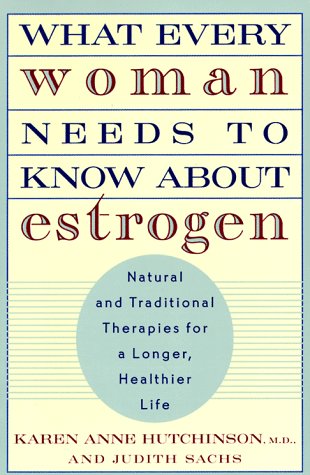 WHAT EVERY
woman
NEEDS TO
KNOW ABOUT
estrogen
Natural
and Traditional
Therapies for
a Longer,
Healthier
Life
KAREN ANNE HUTCHINSON, M.D.,
AND JUDITH SACHS